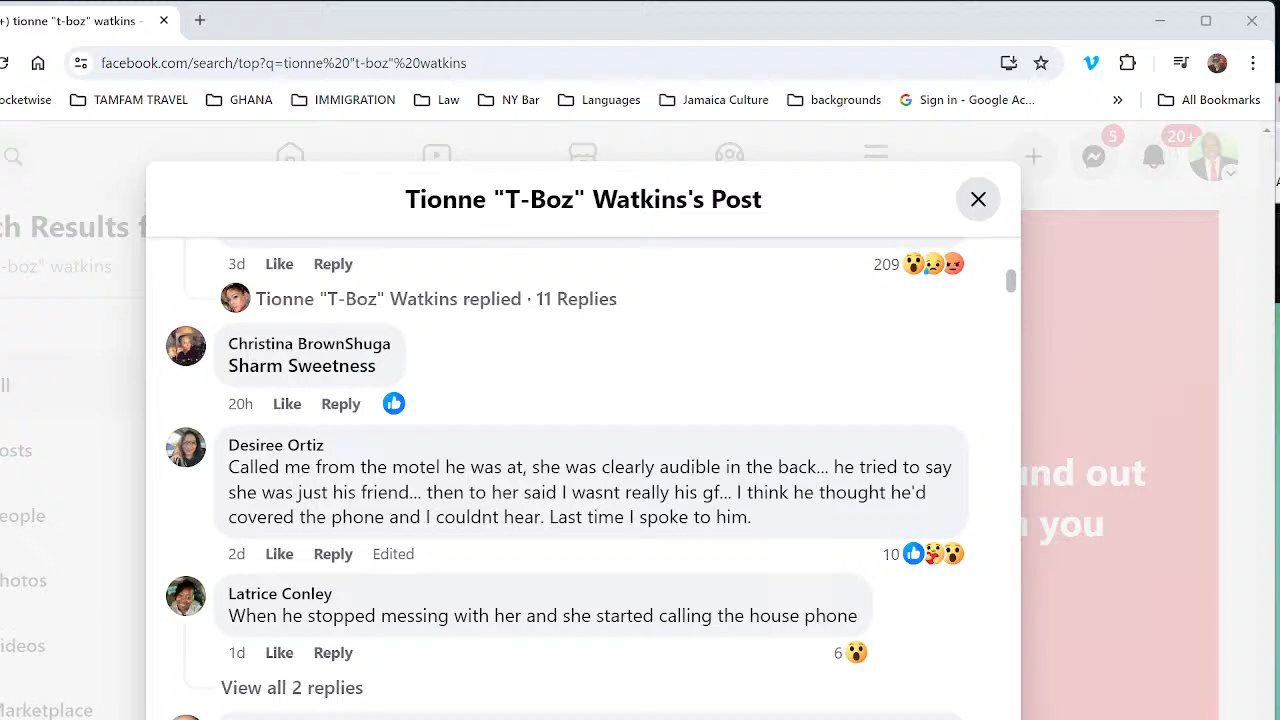 +) tionne "t-boz" watkins -
facebook.com/search/top?q=tionne%20"t-boz"%20watkins
ocketwise TAMFAM TRAVEL GHANA IMMIGRATION Law NY Bar Languages Jamaica Culture backgrounds Sign in - Google Ac... » All Bookmarks
5 20+
Tionne "T-Boz" Watkins's Post
ch Results f
-boz" watkins
3d Like Reply 209
Tionne "T-Boz" Watkins replied · 11 Replies
Christina BrownShuga
Sharm Sweetness
20h Like Reply
ll
Desiree Ortiz
Called me from the motel he was at, she was clearly audible in the back... he tried to say
she was just his friend... then to her said I wasnt really his gf... I think he thought he'd
covered the phone and I couldnt hear. Last time I spoke to him.
osts
und out
eople
n you
2d Like Reply Edited 10
hotos
Latrice Conley
When he stopped messing with her and she started calling the house phone
ideos
1d Like Reply 6
View all 2 replies
Marketplace